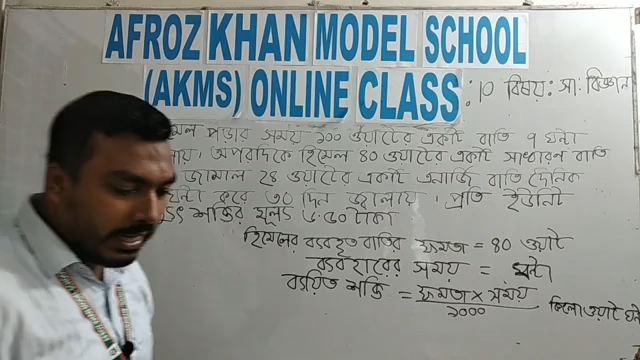 AFROZ KHAN MODEL SCHOOL
(AKMS) ONLINE CLASS : 10 বিষয়: সা: বিজ্ঞান
পড়ার সময় ১০০ ওয়াটের একটি বাতি ৭ ঘন্টা
অপরদিকে হিমেল ৪০ ওয়াটের একটি সাধারণ বাতি
জামাল ২৪ ওয়াটের একটি এনার্জি বাতি দৈনিক
করে ৩০ দিন জ্বালায়। প্রতি ইউনিট
শক্তির মূল্য ৫.৫০ টাকা
হিমেলের ব্যবহৃত বাতির ক্ষমতা = ৪০ ওয়াট
ব্যবহারের সময় = ঘন্টা
ব্যয়িত শক্তি = ক্ষমতা × সময় কিলোওয়াট ঘন্টা
১০০০